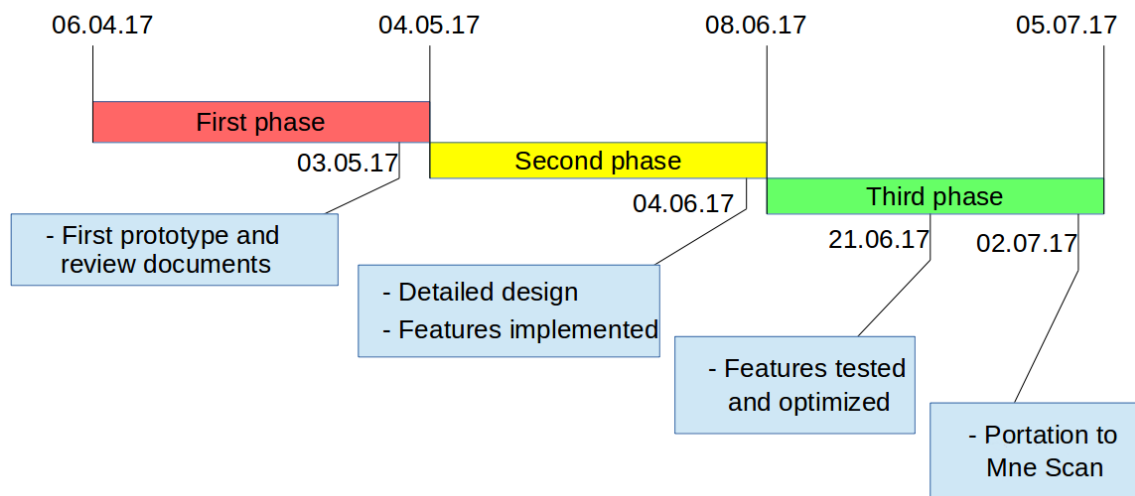 06.04.17
04.05.17
08.06.17
05.07.17
First phase
03.05.17
Second phase
04.06.17
Third phase
21.06.17
02.07.17
- First prototype and
review documents
- Detailed design
- Features implemented
- Features tested
and optimized
- Portation to
Mne Scan